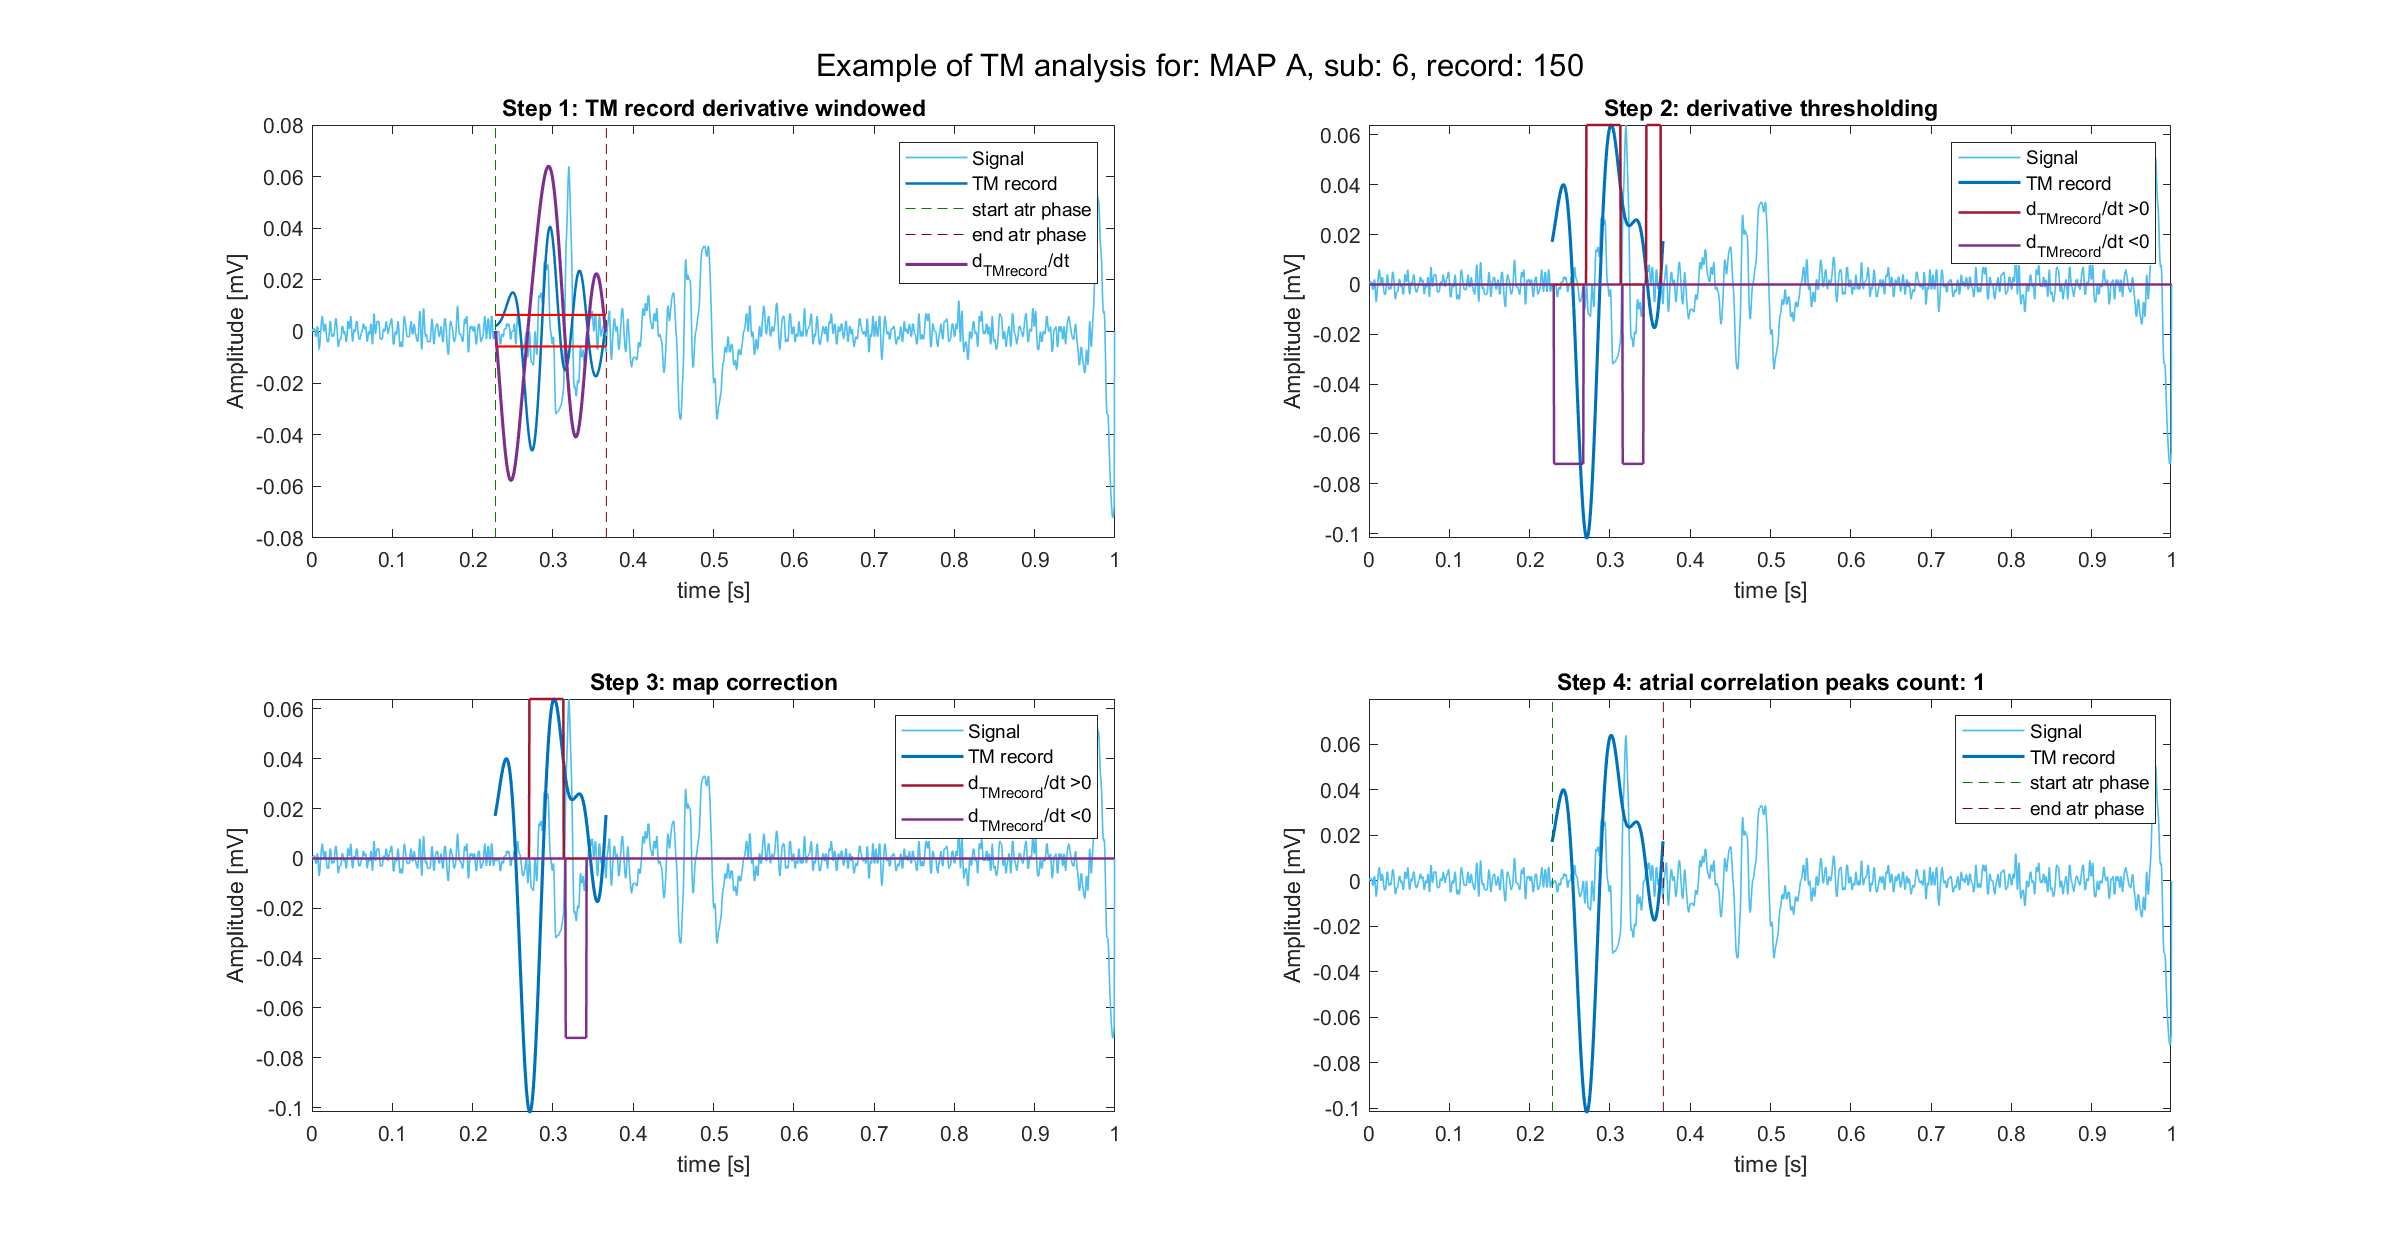 Example of TM analysis for: MAP A, sub: 6, record: 150
Step 1: TM record derivative windowed
0.08
0.06
0.04
0.02
0
-0.02
-0.04
-0.06
-0.08
Amplitude [mV]
0 0.1 0.2 0.3 0.4 0.5 0.6 0.7 0.8 0.9 1
time [s]
Signal
TM record
start atr phase
end atr phase
dTMrecord/dt
Step 2: derivative thresholding
0.06
0.04
0.02
0
-0.02
-0.04
-0.06
-0.08
-0.1
Amplitude [mV]
0 0.1 0.2 0.3 0.4 0.5 0.6 0.7 0.8 0.9 1
time [s]
Signal
TM record
dTMrecord/dt >0
dTMrecord/dt <0
Step 3: map correction
0.06
0.04
0.02
0
-0.02
-0.04
-0.06
-0.08
-0.1
Amplitude [mV]
0 0.1 0.2 0.3 0.4 0.5 0.6 0.7 0.8 0.9 1
time [s]
Signal
TM record
dTMrecord/dt >0
dTMrecord/dt <0
Step 4: atrial correlation peaks count: 1
0.06
0.04
0.02
0
-0.02
-0.04
-0.06
-0.08
-0.1
Amplitude [mV]
0 0.1 0.2 0.3 0.4 0.5 0.6 0.7 0.8 0.9 1
time [s]
Signal
TM record
start atr phase
end atr phase